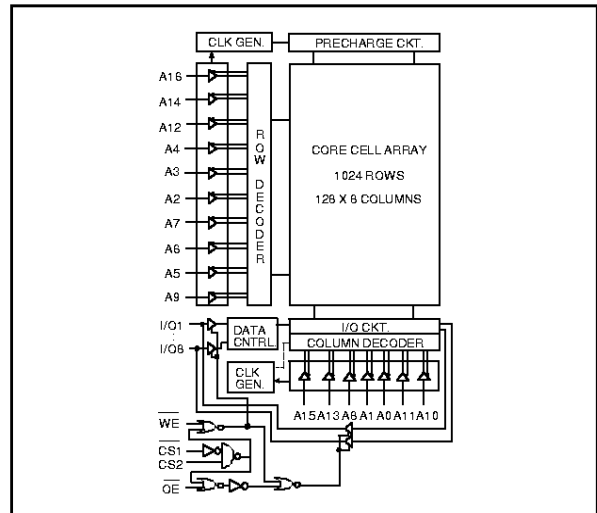 CLK GEN.
PRECHARGE CKT.
A16
A14
A12
A4
A3
A2
A7
A6
A5
A9
ROW DECODER
CORE CELL ARRAY
1024 ROWS
128 X 8 COLUMNS
I/O1
I/O8
DATA
CNTRL.
I/O CKT.
COLUMN DECODER
CLK
GEN.
A15 A13 A8 A1 A0 A11 A10
WE
CS1
CS2
OE